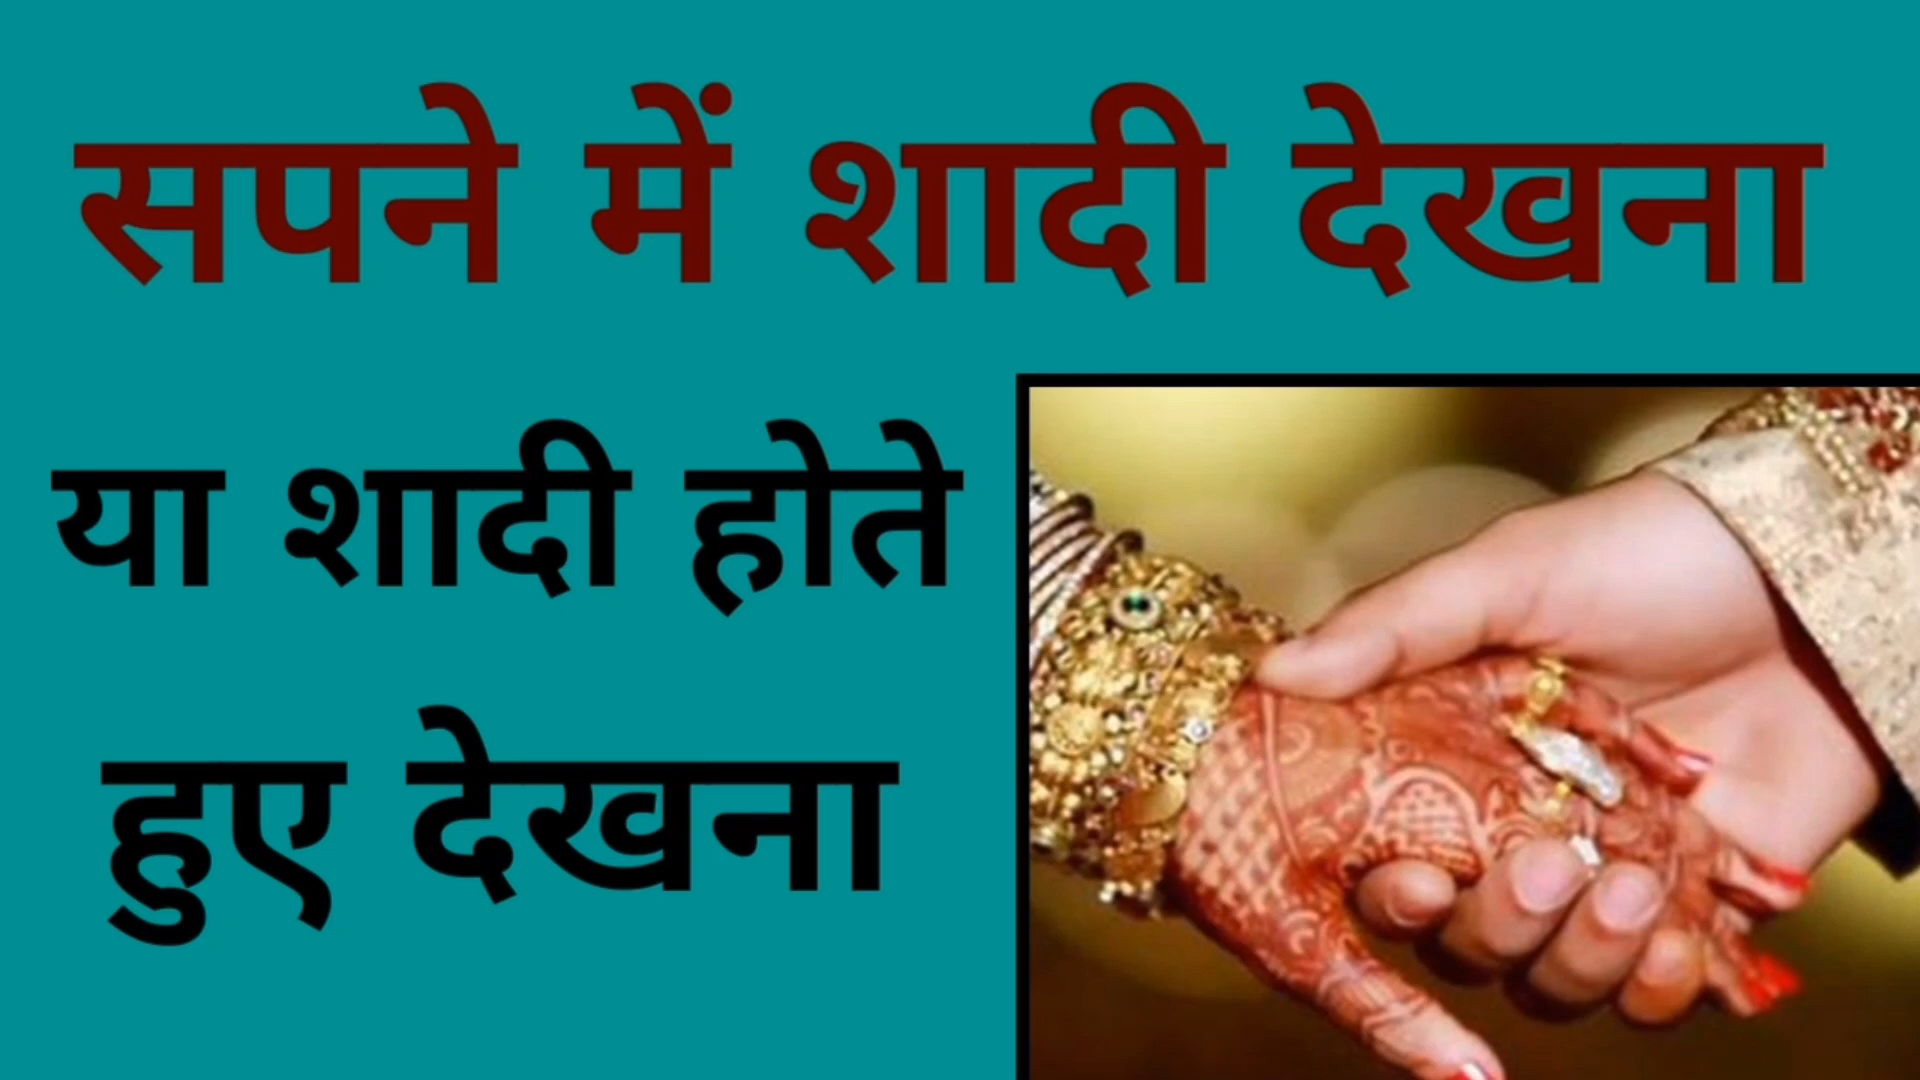 सपने में शादी देखना
या शादी होते
हुए देखना